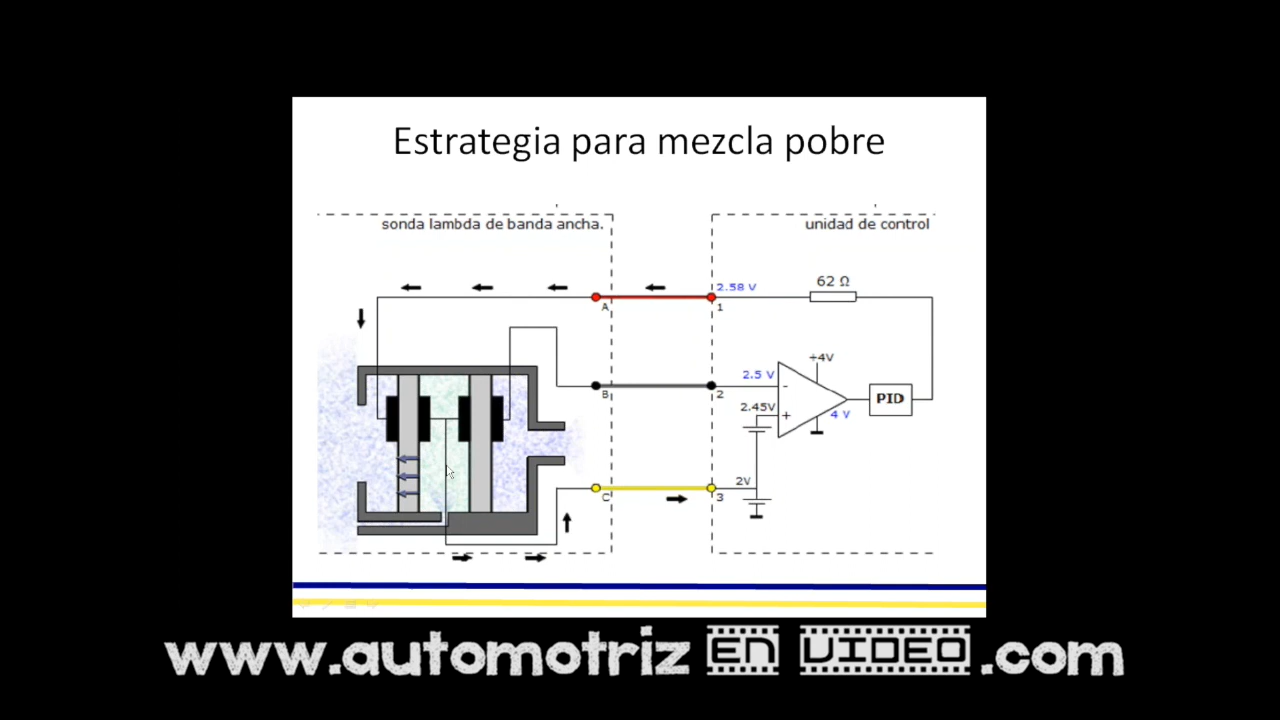 Estrategia para mezcla pobre
sonda lambda de banda ancha.
unidad de control
62 Ω
2.58 V
A
1
+4V
2.5 V
-
B
2
2.45V
+
4 V
PID
2V
C
3
www.automotriz EN VIDEO .com